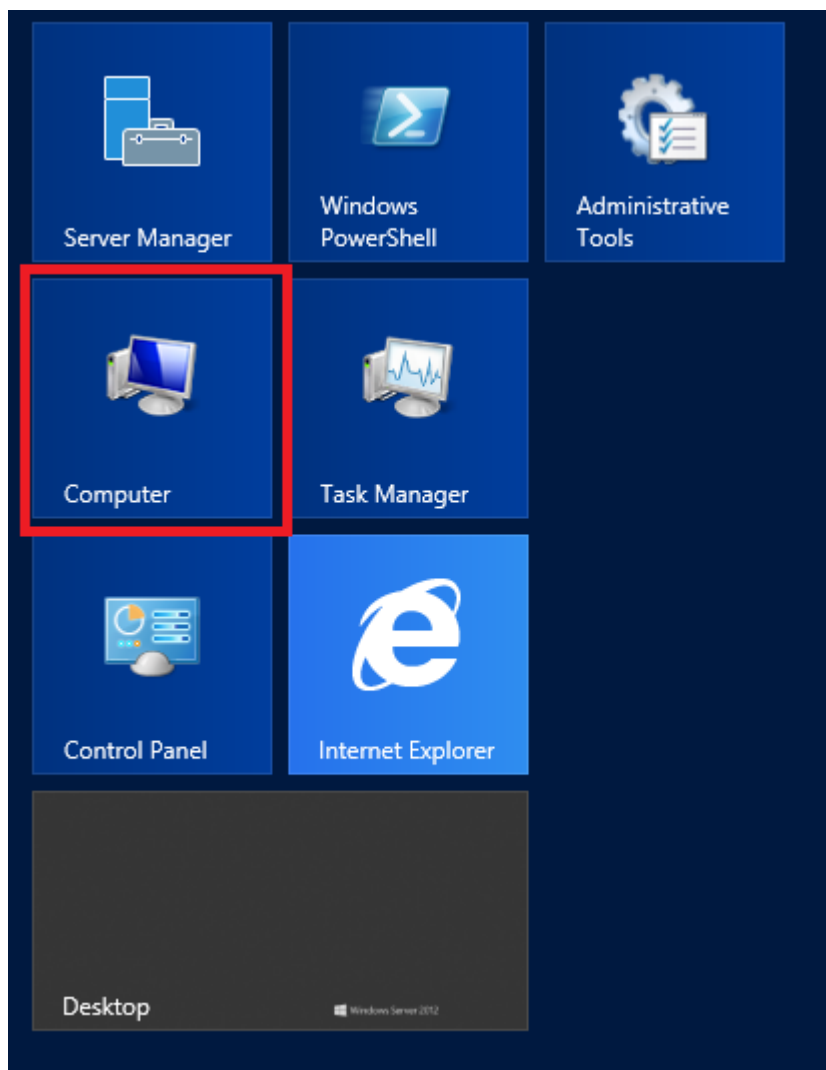 Server Manager
Windows
PowerShell
Administrative
Tools
Computer
Task Manager
Control Panel
Internet Explorer
Desktop
Windows Server 2012